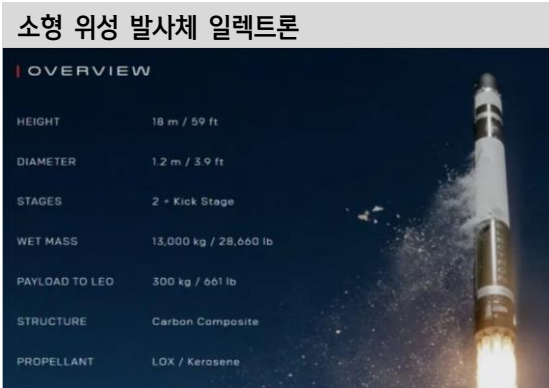 소형 위성 발사체 일렉트론
OVERVIEW
HEIGHT 18 m / 59 ft
DIAMETER 1.2 m / 3.9 ft
STAGES 2 + Kick Stage
WET MASS 13,000 kg / 28,660 lb
PAYLOAD TO LEO 300 kg / 661 lb
STRUCTURE Carbon Composite
PROPELLANT LOX / Kerosene